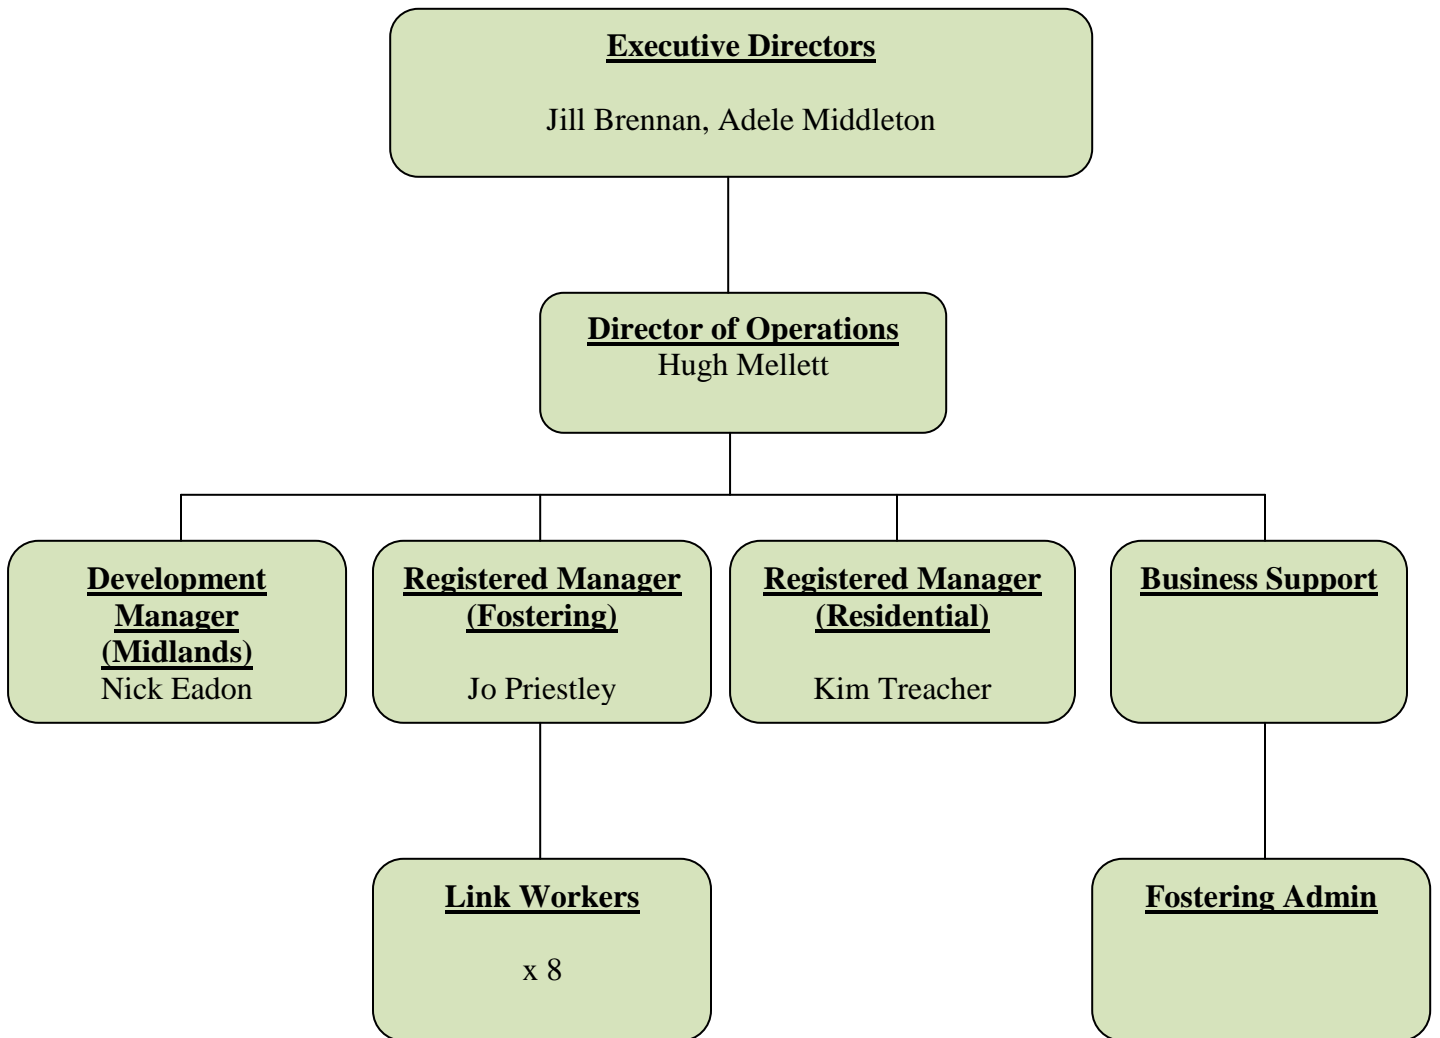 Executive Directors
Jill Brennan, Adele Middleton
Director of Operations
Hugh Mellett
Development
Manager
(Midlands)
Nick Eadon
Registered Manager
(Fostering)
Jo Priestley
Registered Manager
(Residential)
Kim Treacher
Business Support
Link Workers
x 8
Fostering Admin